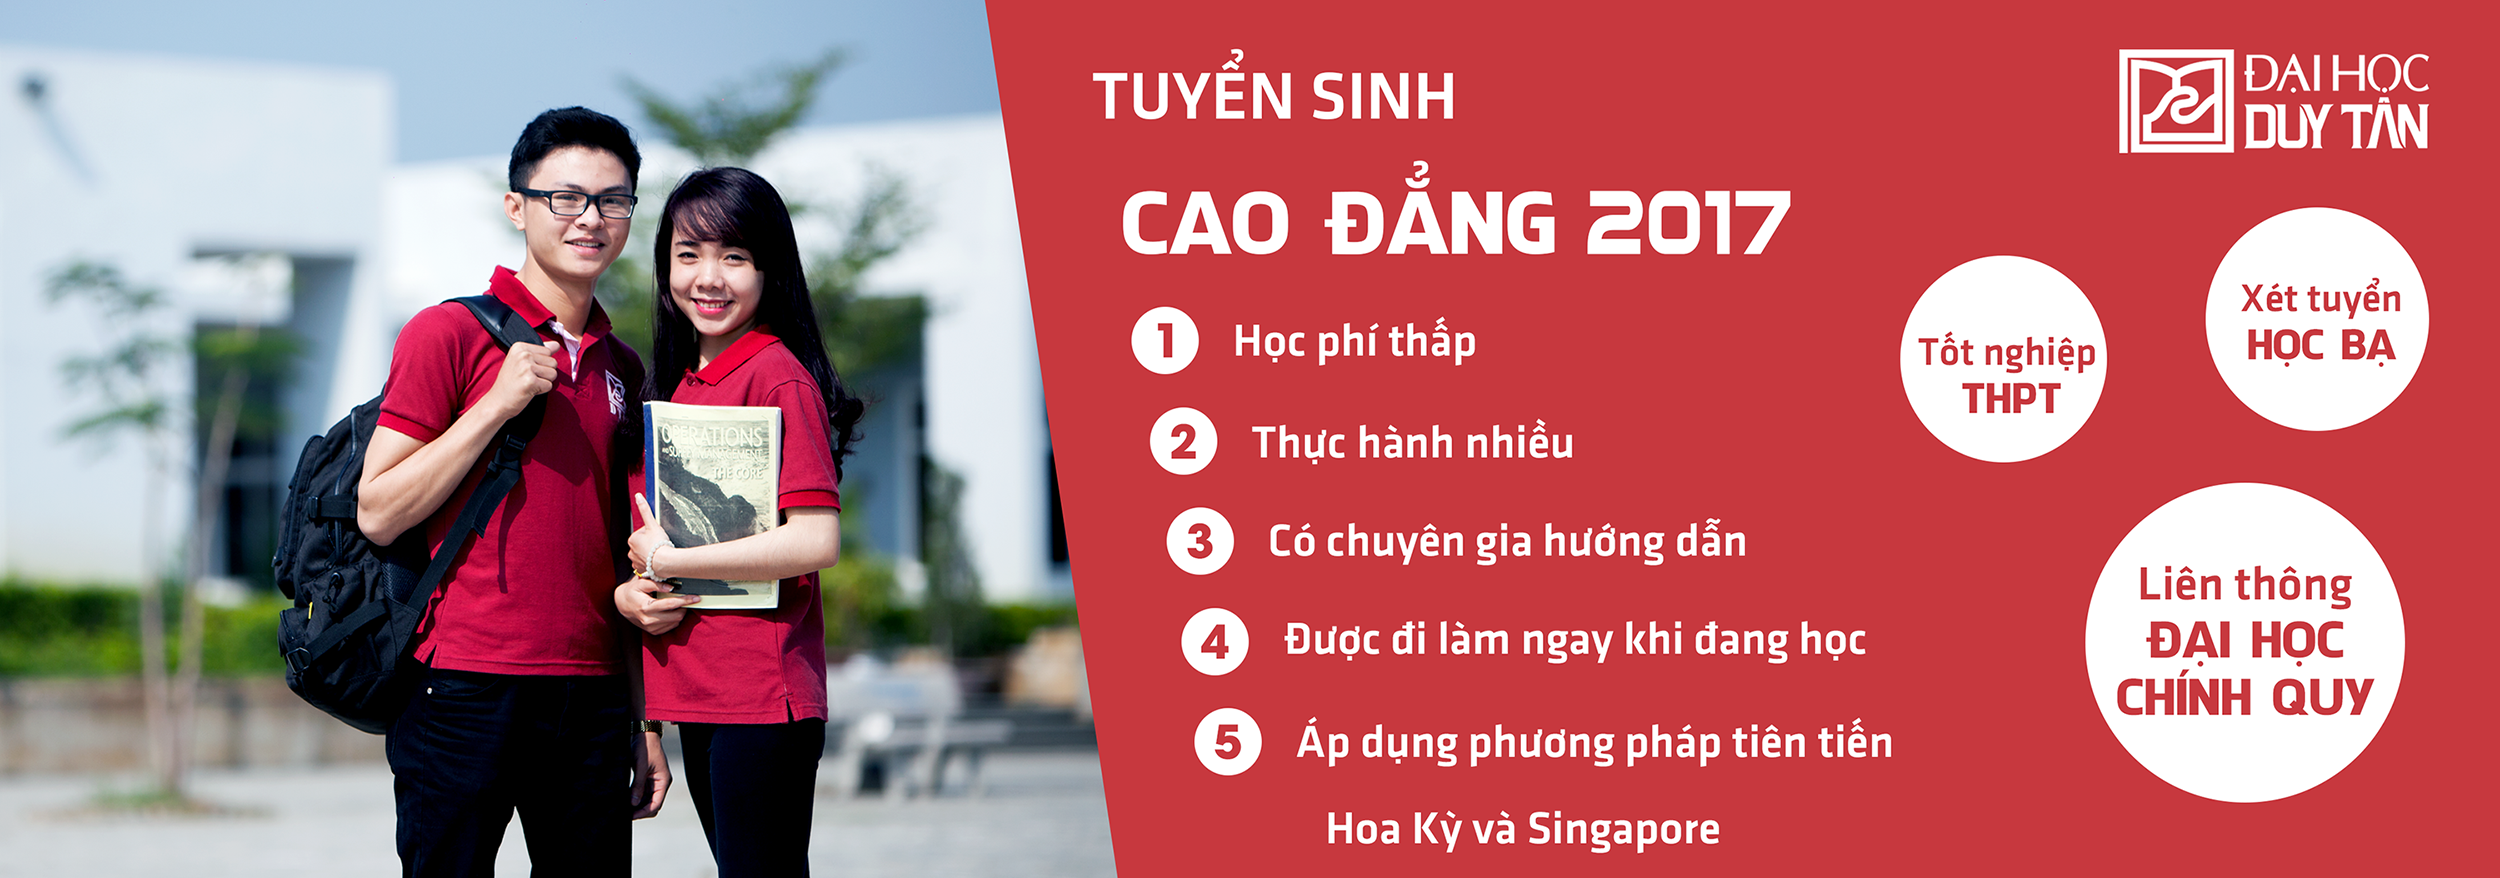 TUYỂN SINH
CAO ĐẲNG 2017
1 Học phí thấp
2 Thực hành nhiều
3 Có chuyên gia hướng dẫn
4 Được đi làm ngay khi đang học
5 Áp dụng phương pháp tiên tiến
Hoa Kỳ và Singapore
ĐẠI HỌC
DUY TÂN
Tốt nghiệp
THPT
Xét tuyển
HỌC BẠ
Liên thông
ĐẠI HỌC
CHÍNH QUY
OPERATIONS
THE CORE